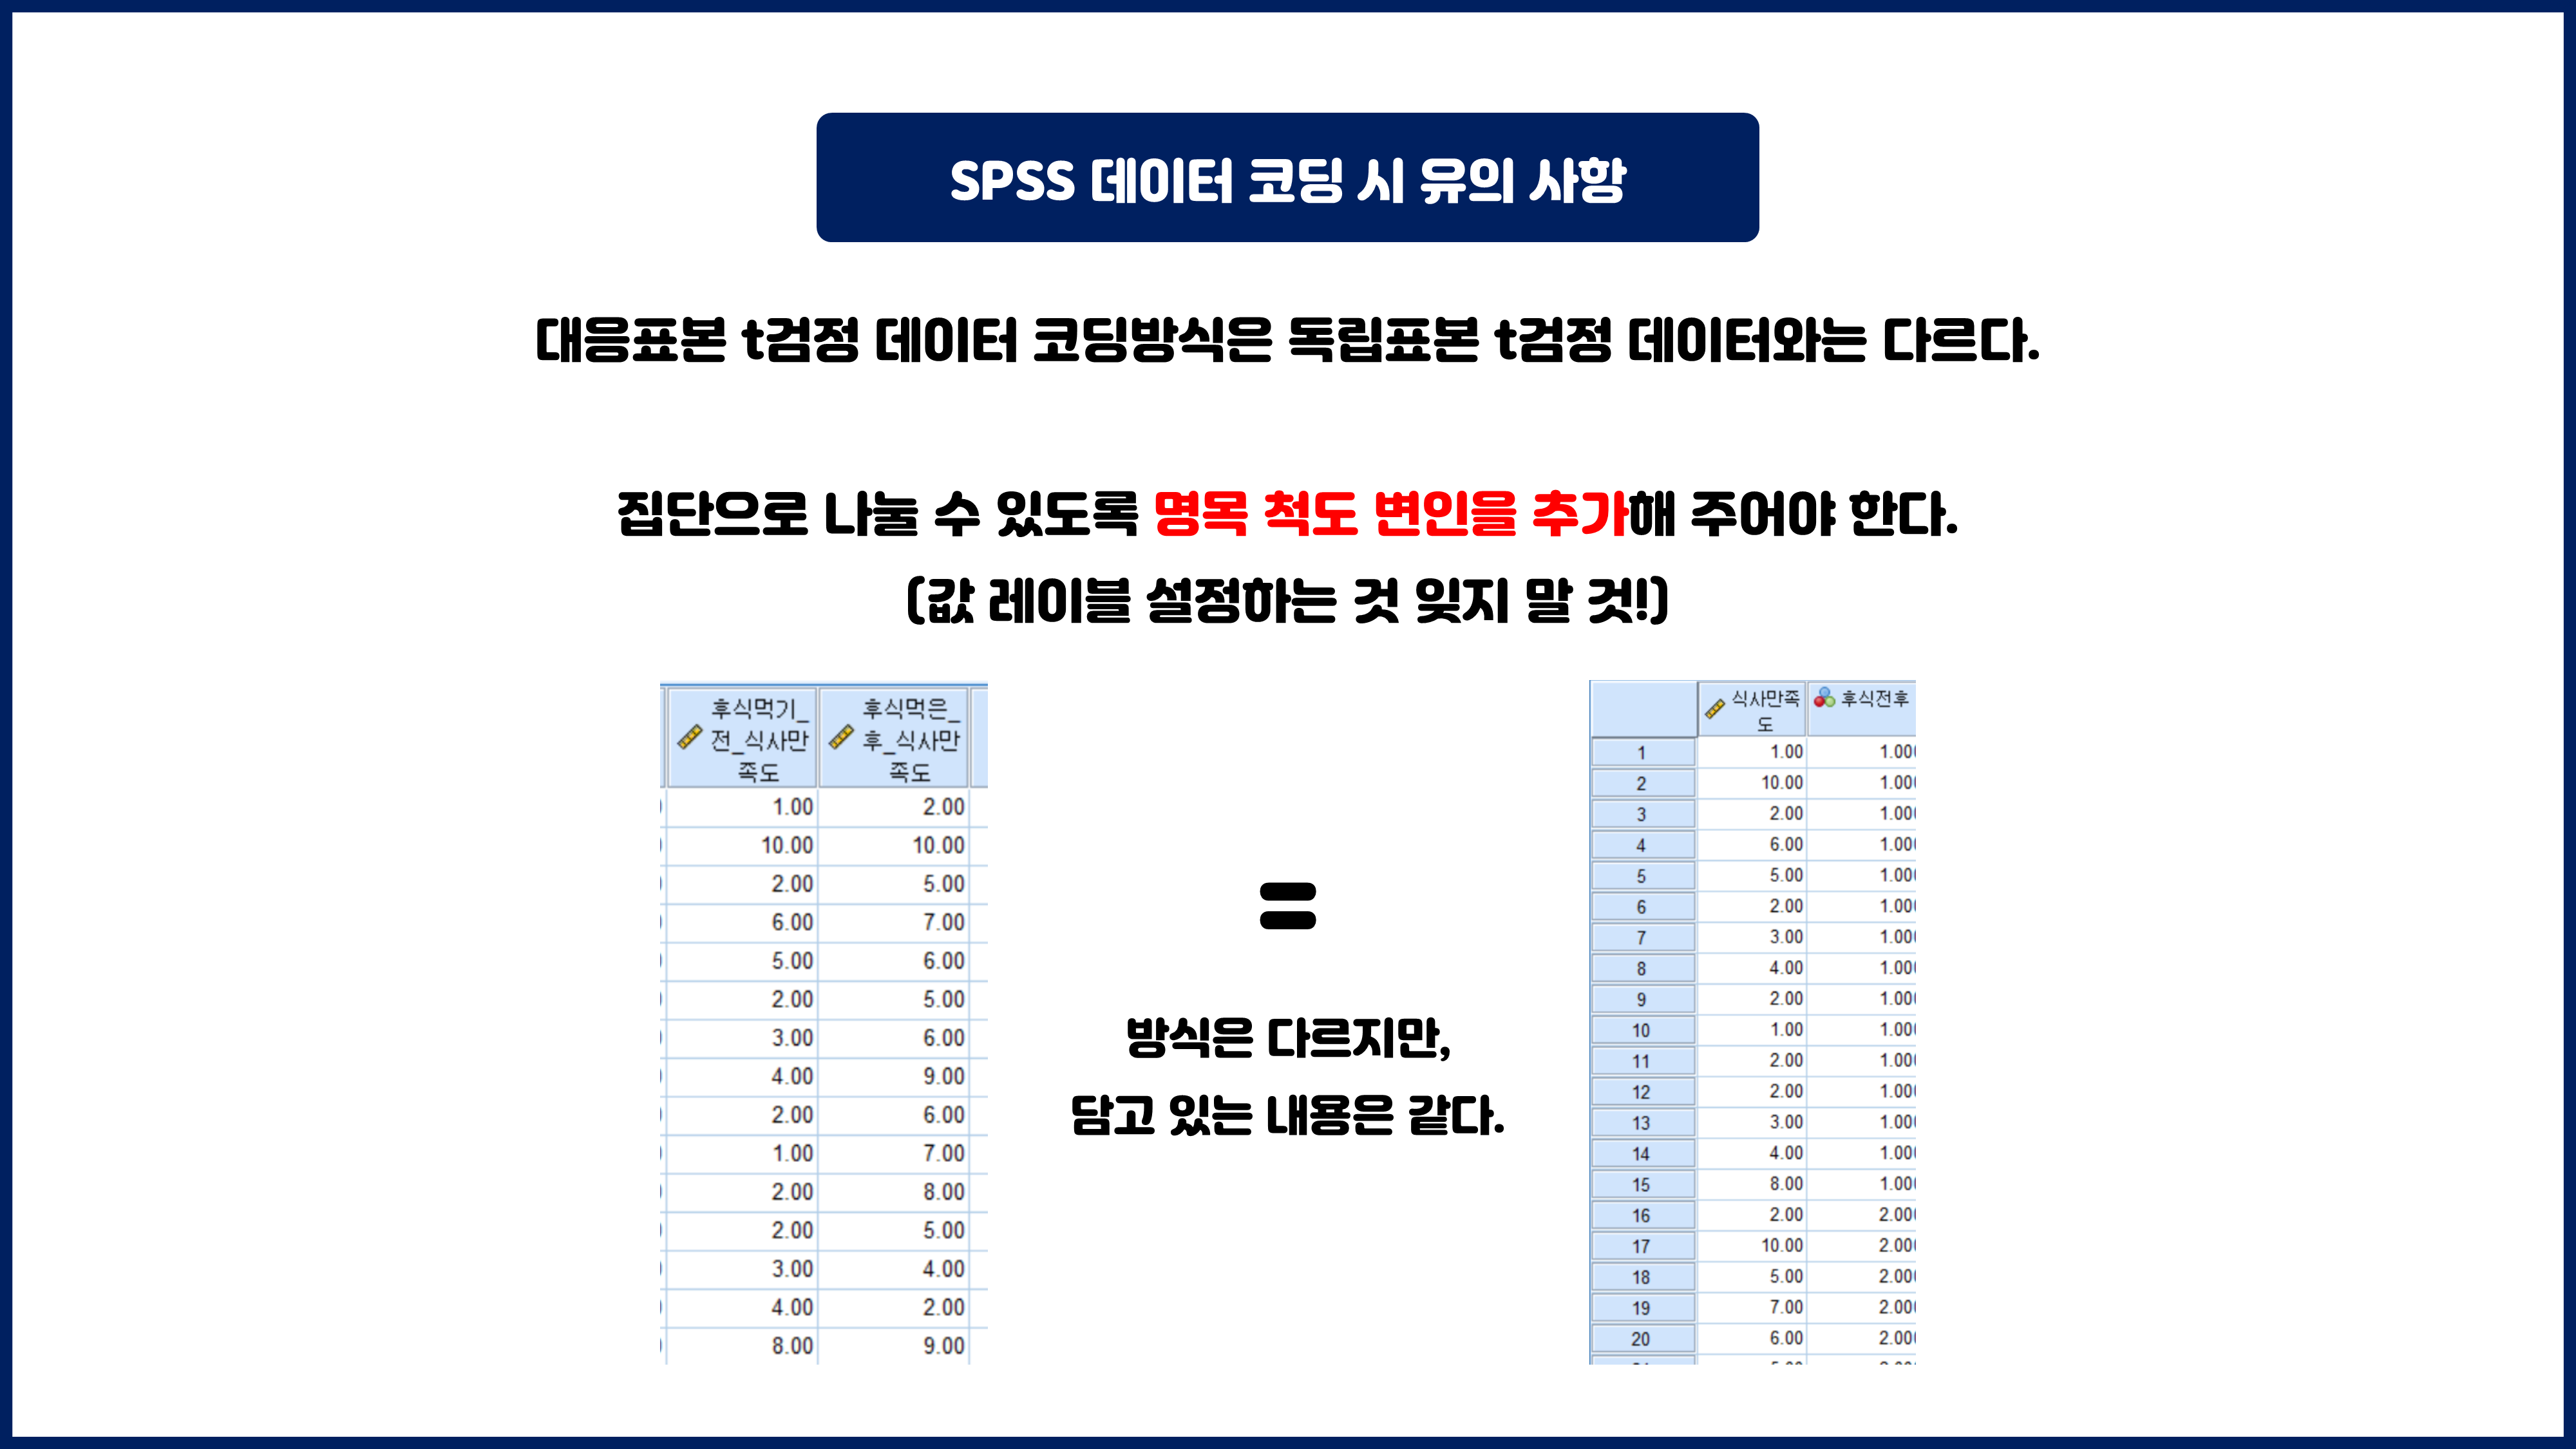 SPSS 데이터 코딩 시 유의 사항
대응표본 t검정 데이터 코딩방식은 독립표본 t검정 데이터와는 다르다.
집단으로 나눌 수 있도록 명목 척도 변인을 추가해 주어야 한다.
(값 레이블 설정하는 것 잊지 말 것!)
후식먹기_ 후식먹은_
전_식사만 후_식사만
족도 족도
1.00 2.00
10.00 10.00
2.00 5.00
6.00 7.00
5.00 6.00
2.00 5.00
3.00 6.00
4.00 9.00
2.00 6.00
1.00 7.00
2.00 8.00
2.00 5.00
3.00 4.00
4.00 2.00
8.00 9.00
=
방식은 다르지만,
담고 있는 내용은 같다.
식사만족 후식전후
도
1 1.00 1.00
2 10.00 1.00
3 2.00 1.00
4 6.00 1.00
5 5.00 1.00
6 2.00 1.00
7 3.00 1.00
8 4.00 1.00
9 2.00 1.00
10 1.00 1.00
11 2.00 1.00
12 2.00 1.00
13 3.00 1.00
14 4.00 1.00
15 8.00 1.00
16 2.00 2.00
17 10.00 2.00
18 5.00 2.00
19 7.00 2.00
20 6.00 2.00